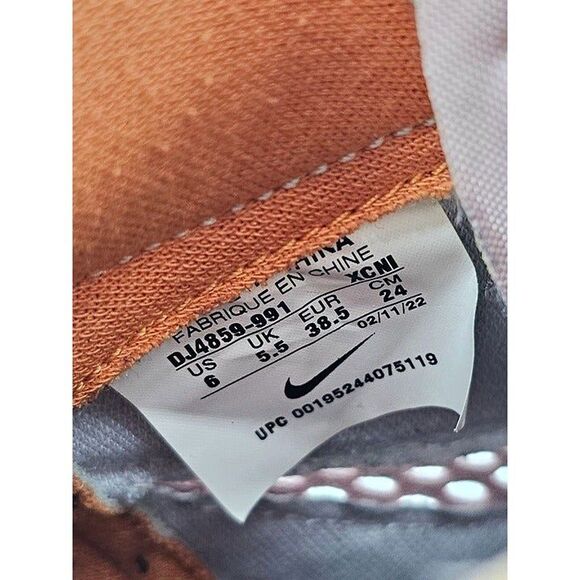 CHINA
FABRIQUE EN CHINE
DJ4859-991 XCNI
US UK EUR CM
6 5.5 38.5 24
02/11/22
UPC 00195244075119